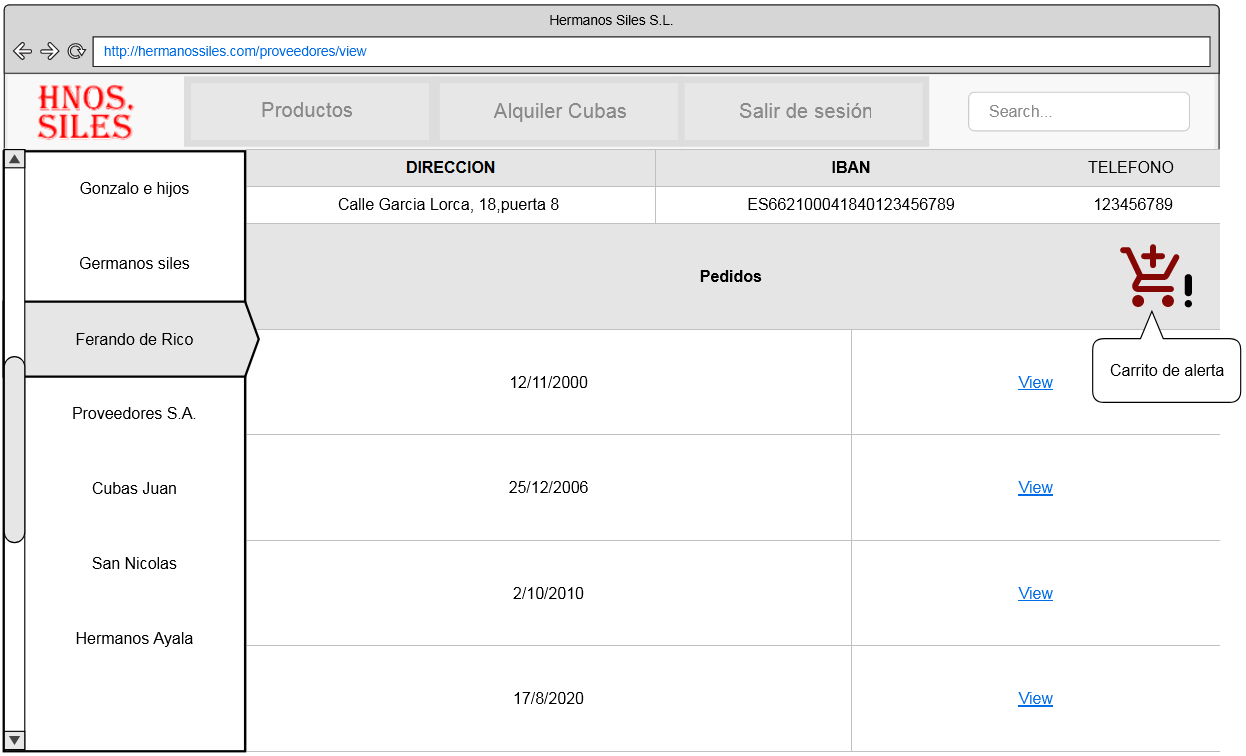 Hermanos Siles S.L.
http://hermanossiles.com/proveedores/view
HNOS.
SILES
Productos
Alquiler Cubas
Salir de sesión
Search...
Gonzalo e hijos
Germanos siles
Ferando de Rico
Proveedores S.A.
Cubas Juan
San Nicolas
Hermanos Ayala
DIRECCION IBAN TELEFONO
Calle Garcia Lorca, 18,puerta 8 ES662100041840123456789 123456789
Pedidos
Carrito de alerta
12/11/2000 View
25/12/2006 View
2/10/2010 View
17/8/2020 View